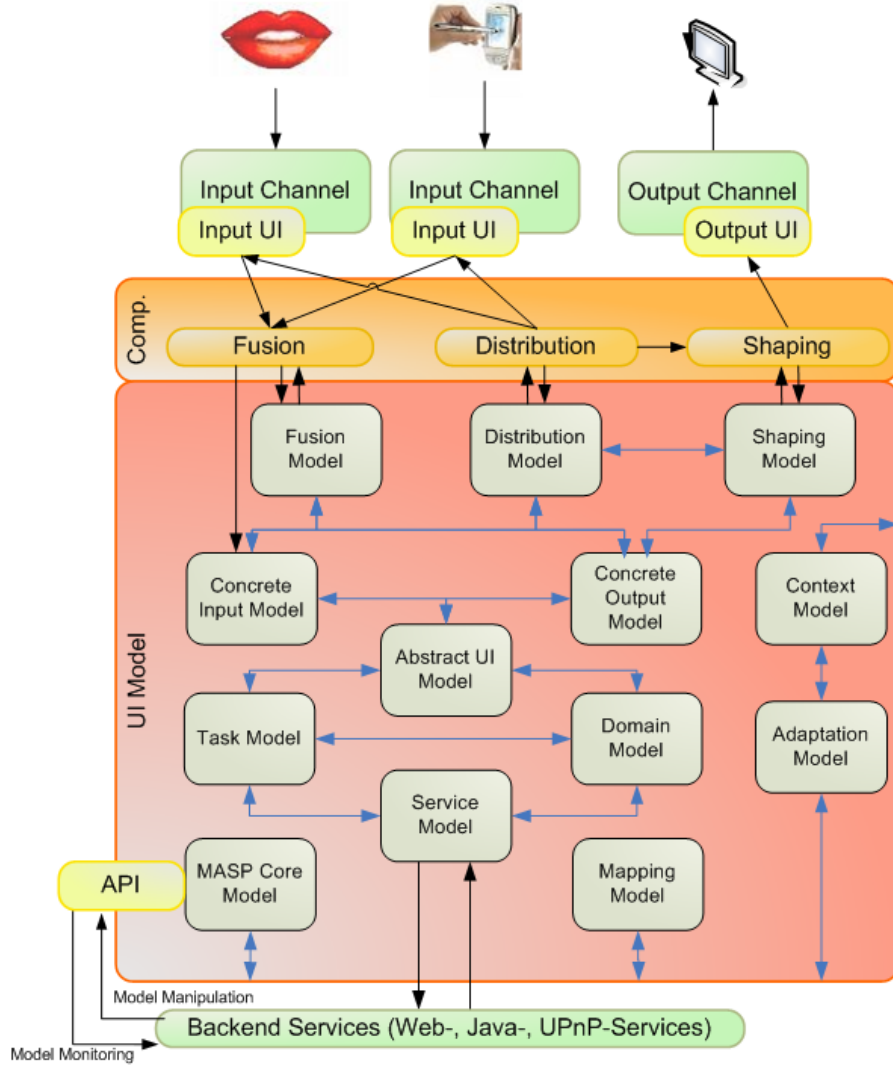 Input Channel
Input Channel
Output Channel
Input UI
Input UI
Output UI
Comp.
Fusion
Distribution
Shaping
UI Model
Fusion
Model
Distribution
Model
Shaping
Model
Concrete
Input Model
Concrete
Output
Model
Context
Model
Abstract UI
Model
Task Model
Domain
Model
Adaptation
Model
Service
Model
API
MASP Core
Model
Mapping
Model
Model Manipulation
Backend Services (Web-, Java-, UPnP-Services)
Model Monitoring